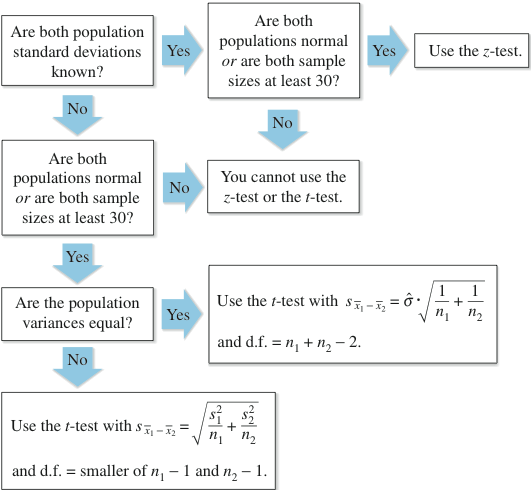 Are both population
standard deviations
known?
Yes
Are both
populations normal
or are both sample
sizes at least 30?
Yes
Use the z-test.
No
No
Are both
populations normal
or are both sample
sizes at least 30?
No
You cannot use the
z-test or the t-test.
Yes
Are the population
variances equal?
Yes
Use the t-test with s_{x̄₁ − x̄₂} = σ̂ · √(1/n₁ + 1/n₂)
and d.f. = n₁ + n₂ − 2.
No
Use the t-test with s_{x̄₁ − x̄₂} = √(s₁²/n₁ + s₂²/n₂)
and d.f. = smaller of n₁ − 1 and n₂ − 1.